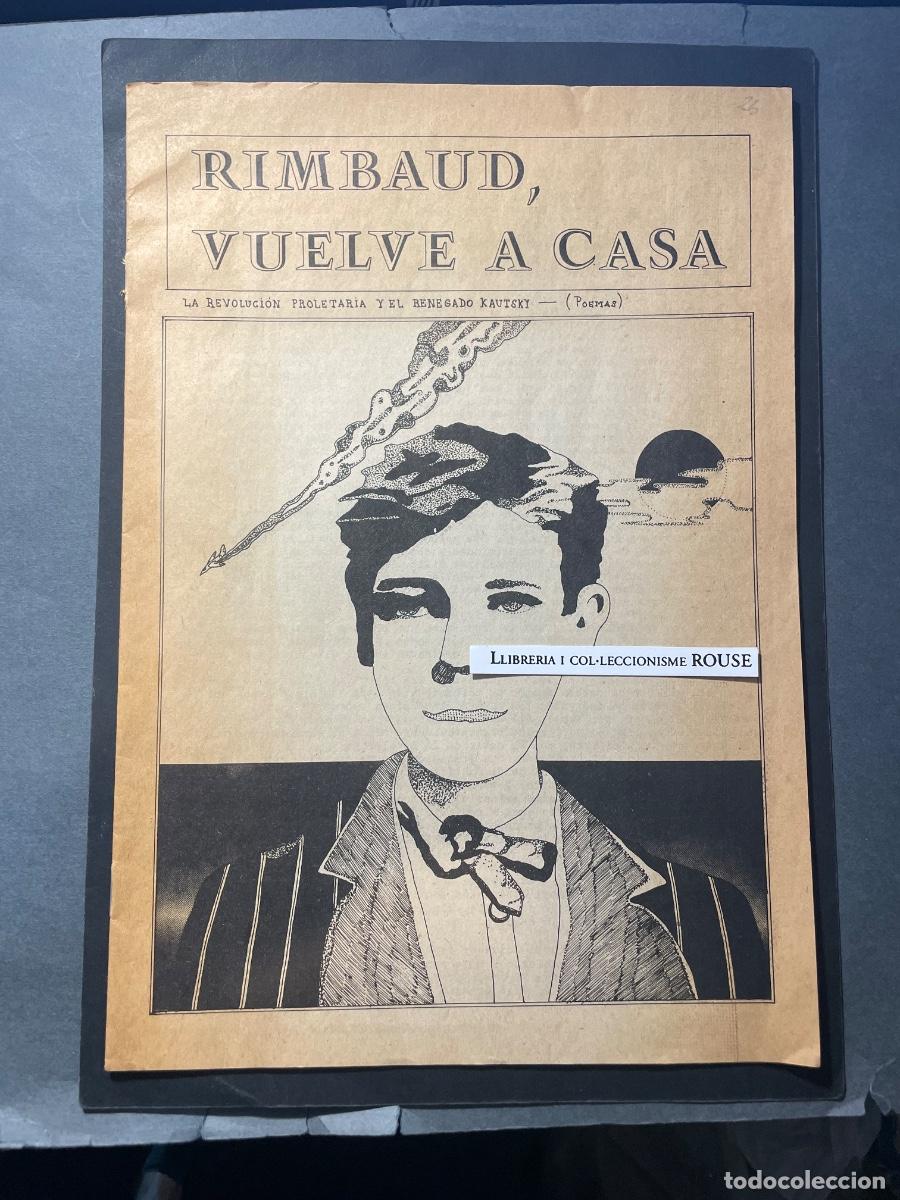 26
RIMBAUD,
VUELVE A CASA
LA REVOLUCIÓN PROLETARIA Y EL RENEGADO KAUTSKY — (POEMAS)
LLIBRERIA I COL·LECCIONISME ROUSE
todocoleccion